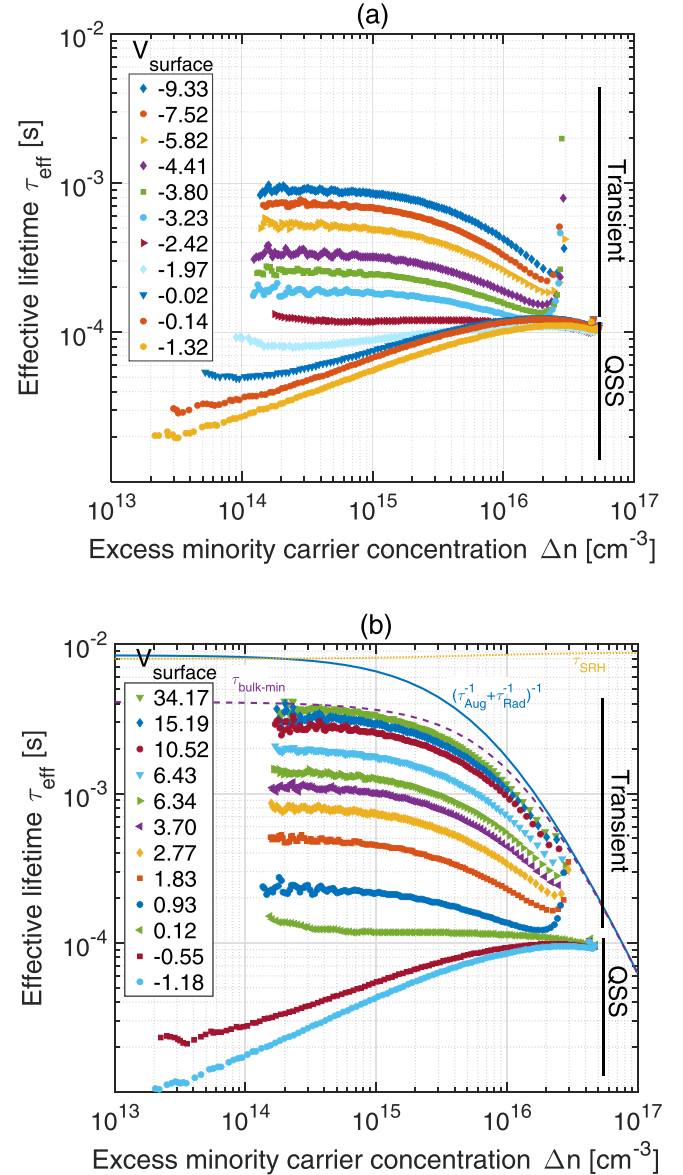 (a)
10^-2
V_surface
-9.33
-7.52
-5.82
-4.41
-3.80
-3.23
-2.42
-1.97
-0.02
-0.14
-1.32
Effective lifetime τ_eff [s]
10^-3
10^-4
Transient
QSS
10^13 10^14 10^15 10^16 10^17
Excess minority carrier concentration Δn [cm^-3]
(b)
10^-2
V_surface
34.17
15.19
10.52
6.43
6.34
3.70
2.77
1.83
0.93
0.12
-0.55
-1.18
τ_SRH
τ_bulk-min
(τ_Aug^-1+τ_Rad^-1)^-1
Effective lifetime τ_eff [s]
10^-3
10^-4
Transient
QSS
10^13 10^14 10^15 10^16 10^17
Excess minority carrier concentration Δn [cm^-3]